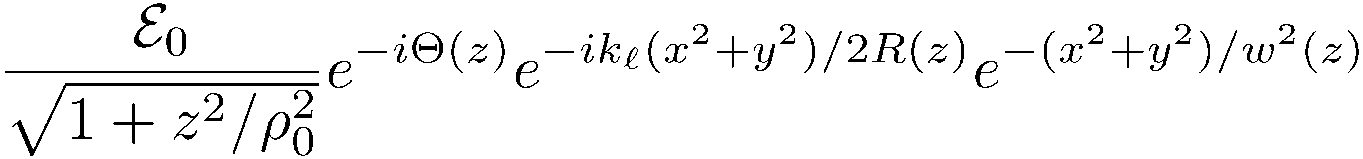 \frac{\mathcal{E}_0}{\sqrt{1+z^2/\rho_0^2}} e^{-i\Theta(z)} e^{-ik_\ell(x^2+y^2)/2R(z)} e^{-(x^2+y^2)/w^2(z)}